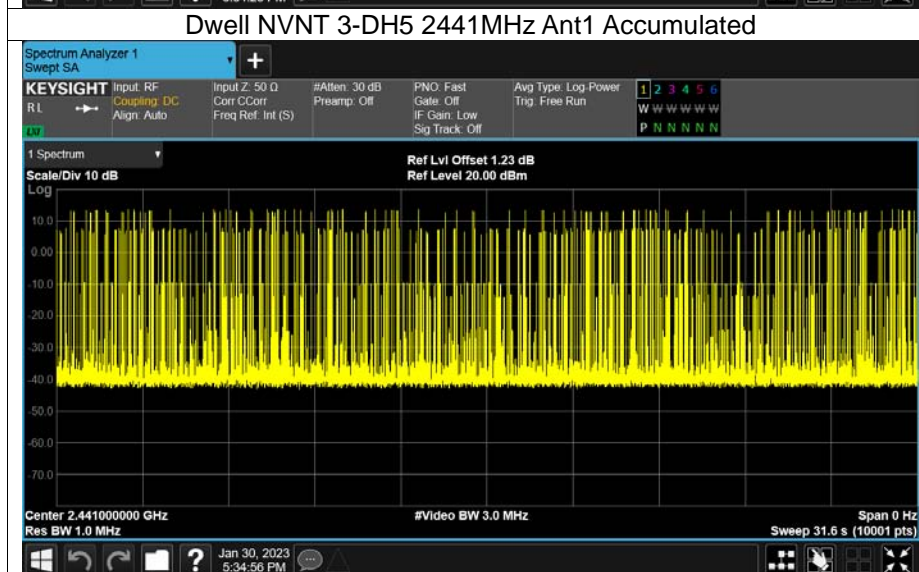 Dwell NVNT 3-DH5 2441MHz Ant1 Accumulated
Spectrum Analyzer 1
Swept SA
+
KEYSIGHT Input: RF Input Z: 50 Ω #Atten: 30 dB PNO: Fast Avg Type: Log-Power 1 2 3 4 5 6
R L Coupling: DC Corr CCorr Preamp: Off Gate: Off Trig: Free Run W W W W W W
Align: Auto Freq Ref: Int (S) IF Gain: Low
LXI Sig Track: Off P N N N N N
1 Spectrum
Ref Lvl Offset 1.23 dB
Scale/Div 10 dB Ref Level 20.00 dBm
Log
10.0
0.00
-10.0
-20.0
-30.0
-40.0
-50.0
-60.0
-70.0
Center 2.441000000 GHz #Video BW 3.0 MHz Span 0 Hz
Res BW 1.0 MHz Sweep 31.6 s (10001 pts)
? Jan 30, 2023
5:34:56 PM